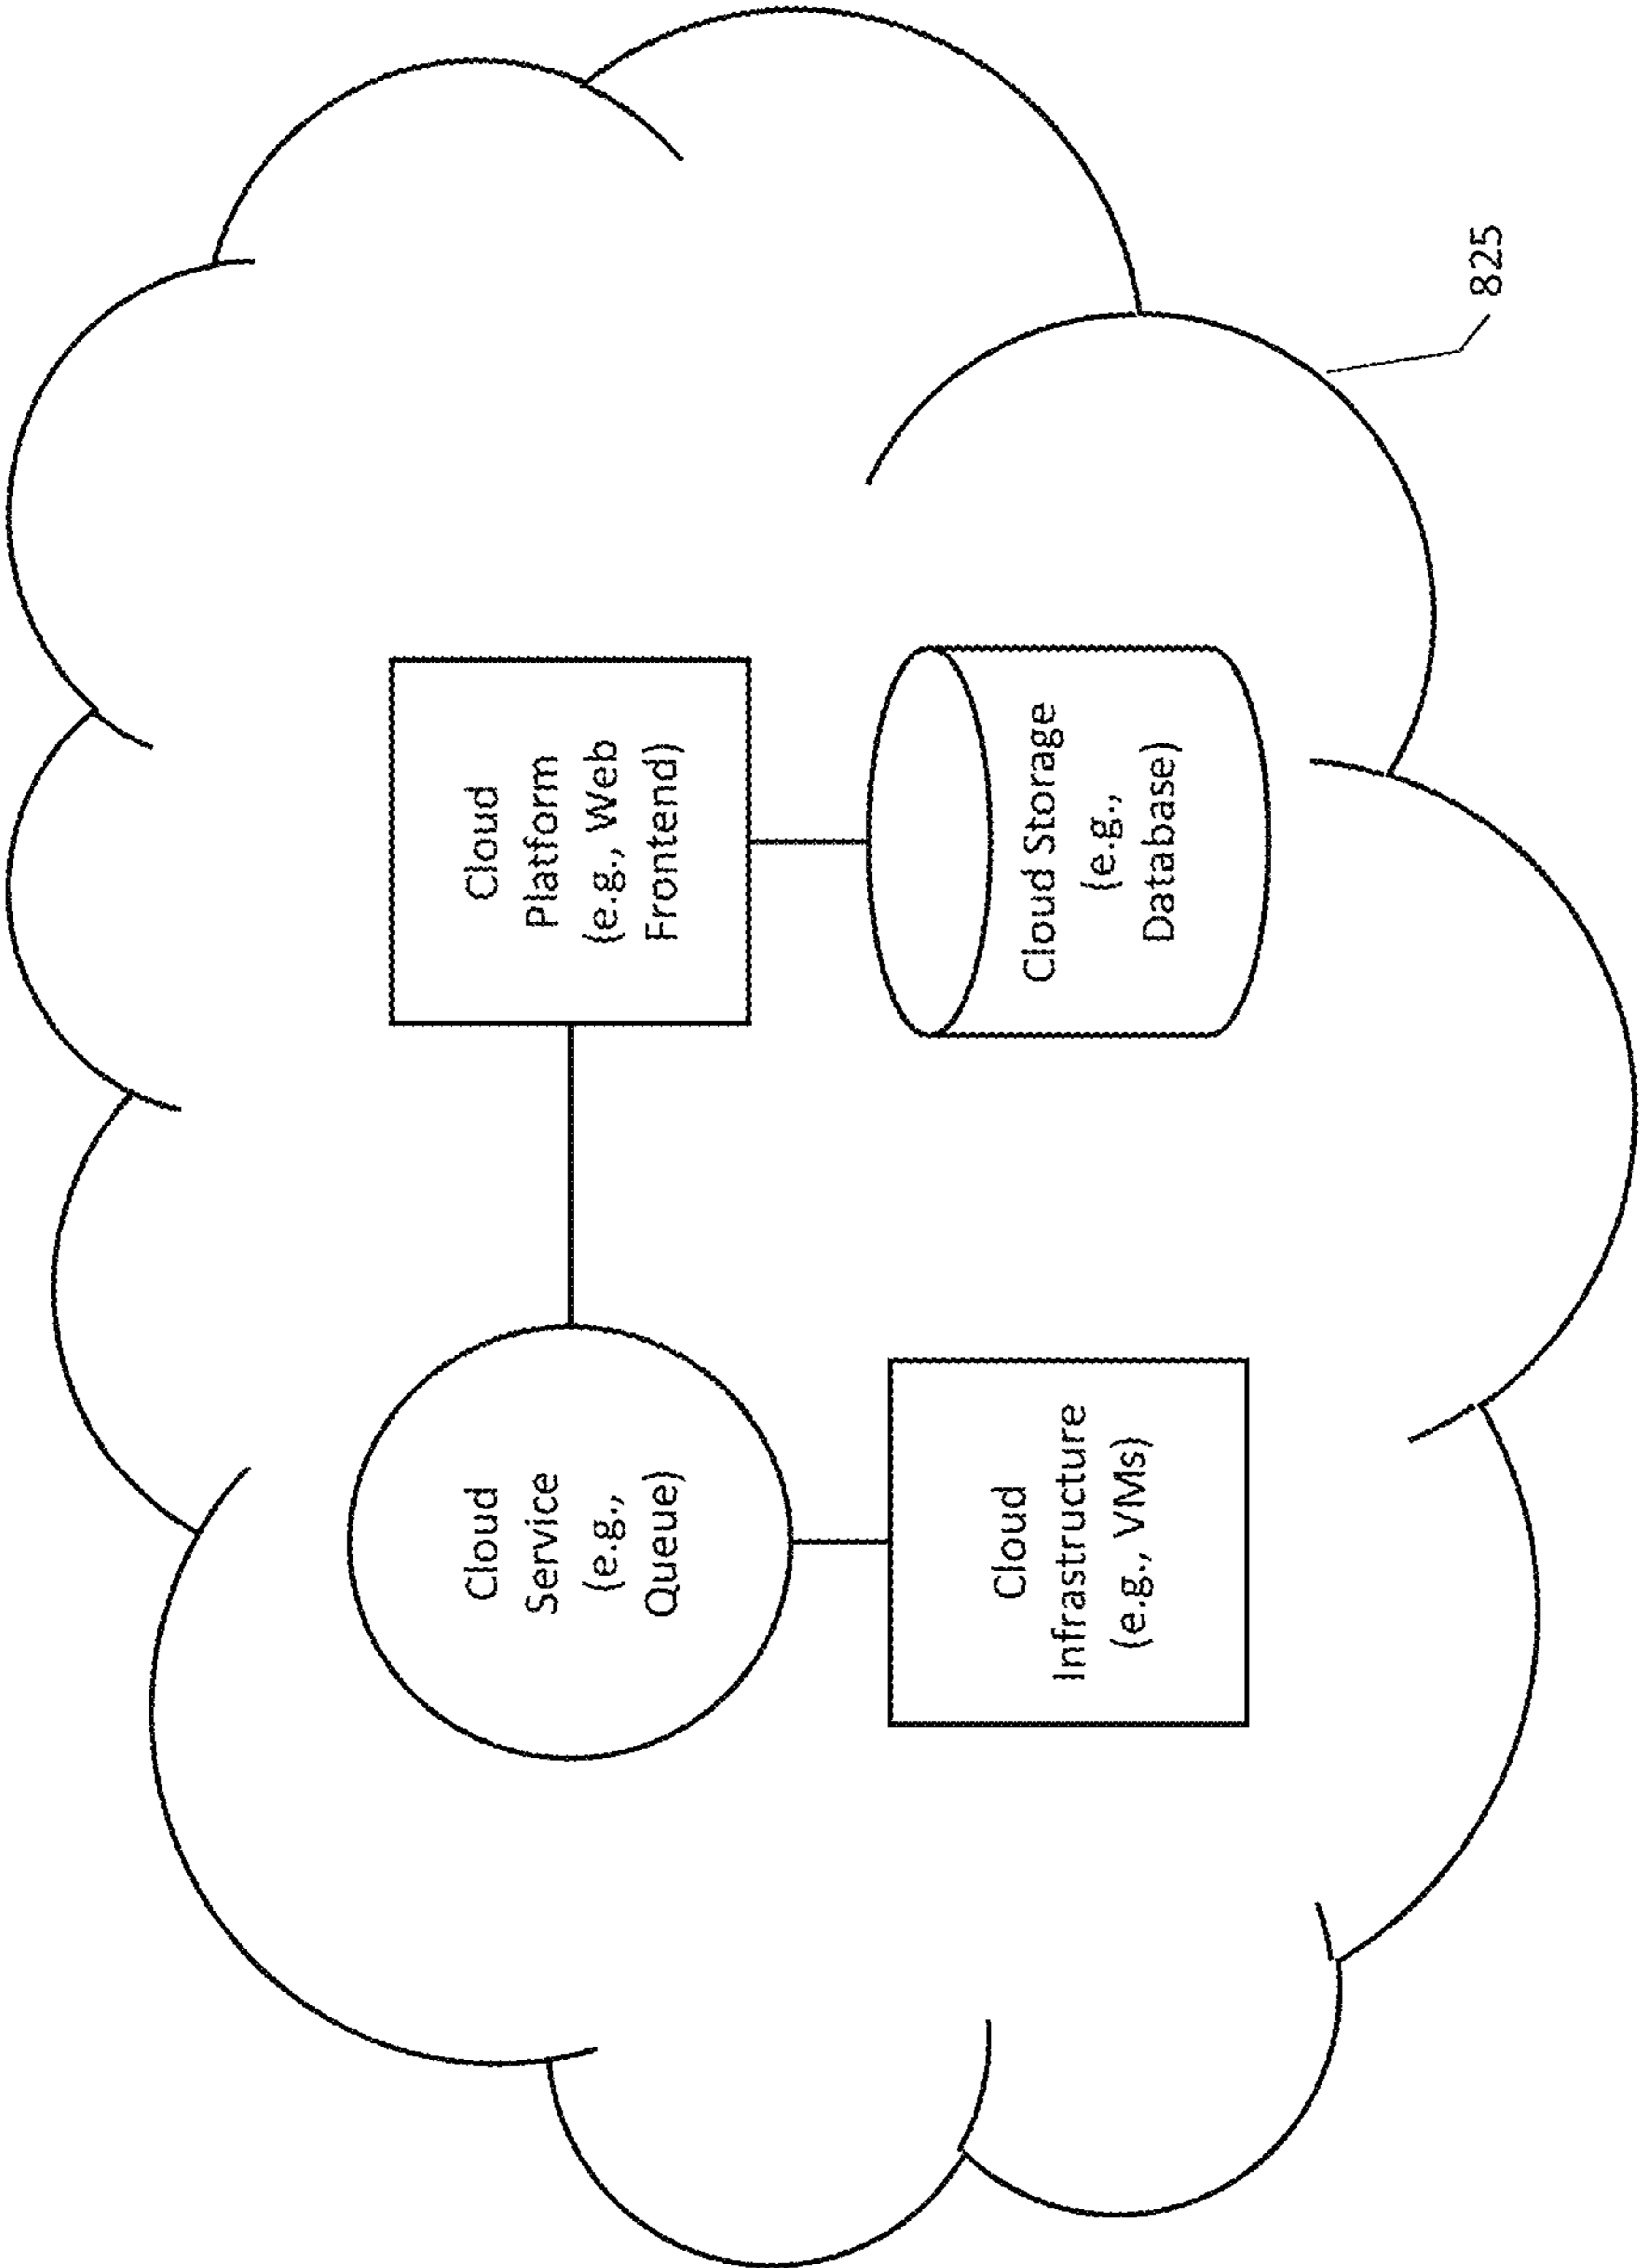 Cloud
Service
(e.g.,
Queue)
Cloud
Platform
(e.g., Web
Frontend)
Cloud
Infrastructure
(e.g., VMs)
Cloud Storage
(e.g.,
Database)
825